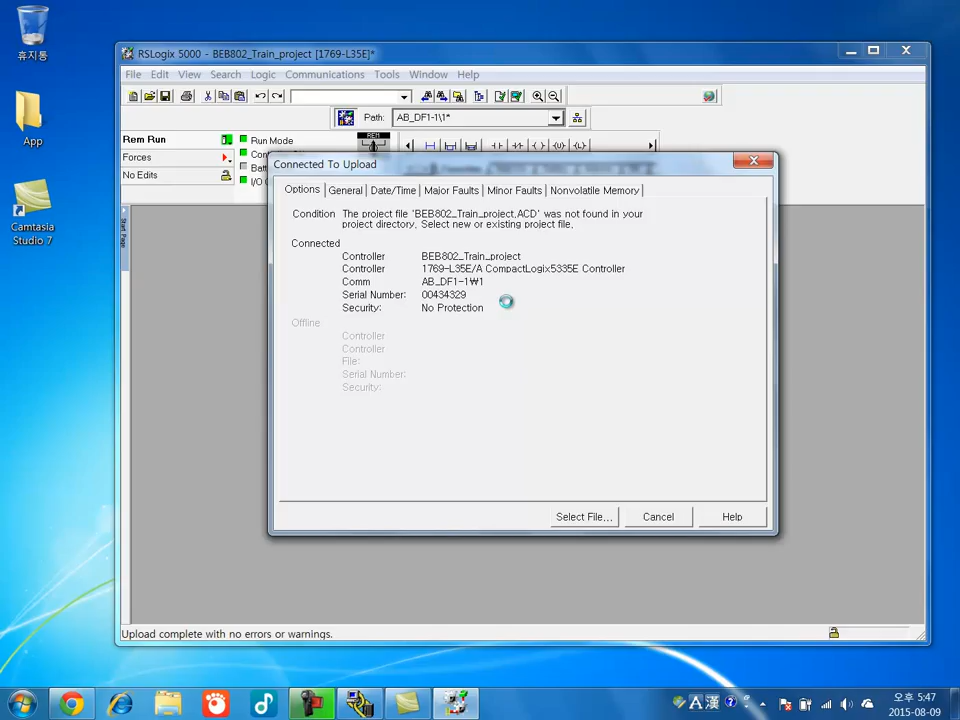 휴지통
App
Camtasia
Studio 7
RSLogix 5000 - BEB802_Train_project [1769-L35E]*
File Edit View Search Logic Communications Tools Window Help
Path: AB_DF1-1\1*
Rem Run
Run Mode
REM
Forces
No Edits
Start Page
Connected To Upload
Options General Date/Time Major Faults Minor Faults Nonvolatile Memory
Condition The project file 'BEB802_Train_project.ACD' was not found in your
project directory. Select new or existing project file.
Connected
Controller BEB802_Train_project
Controller 1769-L35E/A CompactLogix5335E Controller
Comm AB_DF1-1₩1
Serial Number: 00434329
Security: No Protection
Offline
Controller
Controller
File:
Serial Number:
Security:
Select File... Cancel Help
Upload complete with no errors or warnings.
A 漢
오후 5:47
2015-08-09